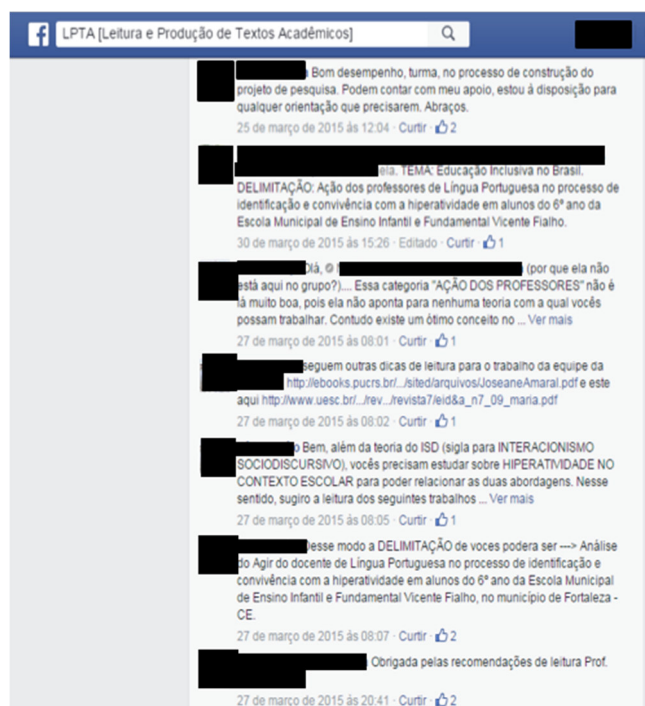 f LPTA [Leitura e Produção de Textos Acadêmicos]
Bom desempenho, turma, no processo de construção do
projeto de pesquisa. Podem contar com meu apoio, estou á disposição para
qualquer orientação que precisarem. Abraços.
25 de março de 2015 às 12:04 · Curtir · 2
ela. TEMA: Educação Inclusiva no Brasil.
DELIMITAÇÃO: Ação dos professores de Língua Portuguesa no processo de
identificação e convivência com a hiperatividade em alunos do 6º ano da
Escola Municipal de Ensino Infantil e Fundamental Vicente Fialho.
30 de março de 2015 às 15:26 · Editado · Curtir · 1
Olá, @ (por que ela não
está aqui no grupo?).... Essa categoria "AÇÃO DOS PROFESSORES" não é
lá muito boa, pois ela não aponta para nenhuma teoria com a qual vocês
possam trabalhar. Contudo existe um ótimo conceito no ... Ver mais
27 de março de 2015 às 08:01 · Curtir · 1
seguem outras dicas de leitura para o trabalho da equipe da
http://ebooks.pucrs.br/.../sited/arquivos/JoseaneAmaral.pdf e este
aqui http://www.uesc.br/.../rev.../revista7/eid&a_n7_09_maria.pdf
27 de março de 2015 às 08:02 · Curtir · 1
Bem, além da teoria do ISD (sigla para INTERACIONISMO
SOCIODISCURSIVO), vocês precisam estudar sobre HIPERATIVIDADE NO
CONTEXTO ESCOLAR para poder relacionar as duas abordagens. Nesse
sentido, sugiro a leitura dos seguintes trabalhos ... Ver mais
27 de março de 2015 às 08:05 · Curtir · 1
Desse modo a DELIMITAÇÃO de voces podera ser ---> Análise
do Agir do docente de Língua Portuguesa no processo de identificação e
convivência com a hiperatividade em alunos do 6º ano da Escola Municipal
de Ensino Infantil e Fundamental Vicente Fialho, no município de Fortaleza -
CE.
27 de março de 2015 às 08:07 · Curtir · 2
Obrigada pelas recomendações de leitura Prof.
27 de março de 2015 às 20:41 · Curtir · 2